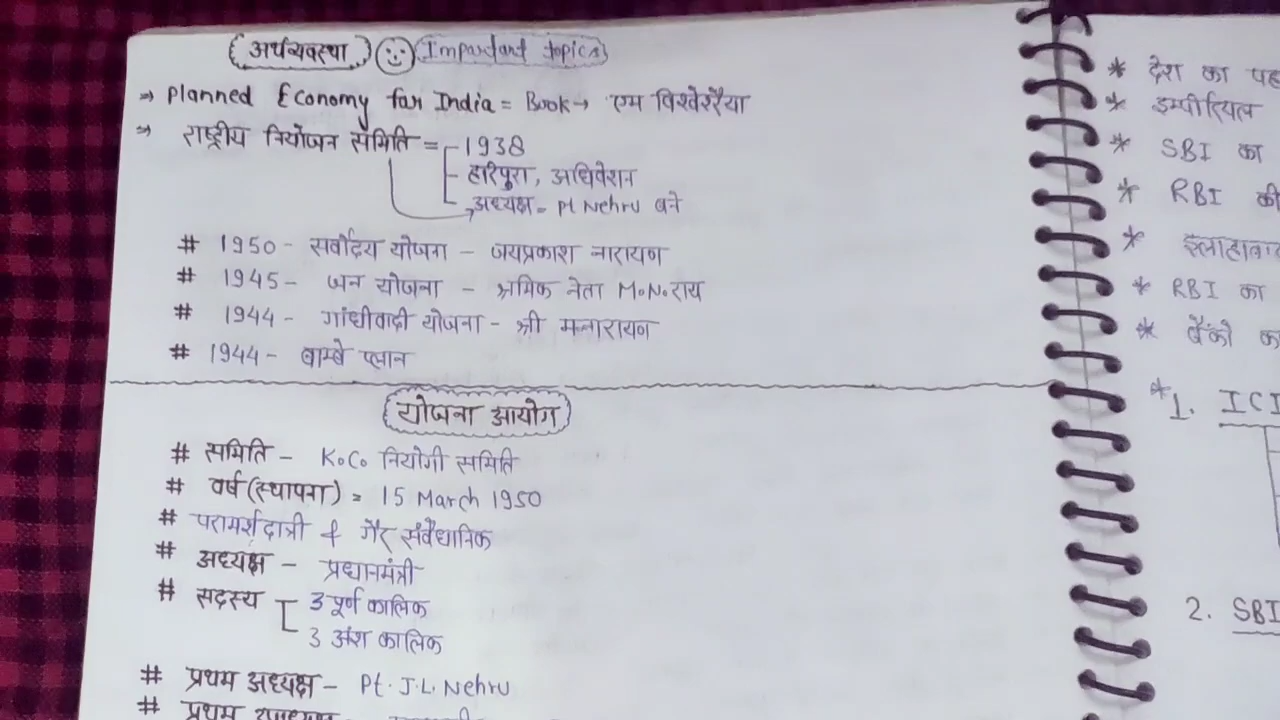 अर्थव्यवस्था Important topics
⇒ Planned Economy for India = Book → एम विश्वेश्वरैया
⇒ राष्ट्रीय नियोजन समिति = 1938
हरिपुरा, अधिवेशन
अध्यक्ष = Pt Nehru बने
# 1950 - सर्वोदय योजना - जयप्रकाश नारायण
# 1945 - जन योजना - श्रमिक नेता M.N. राय
# 1944 - गांधीवादी योजना - श्री मन्नारायण
# 1944 - बाम्बे प्लान
योजना आयोग
# समिति - K.C. नियोगी समिति
# वर्ष (स्थापना) = 15 March 1950
# परामर्शदात्री & गैर संवैधानिक
# अध्यक्ष - प्रधानमंत्री
# सदस्य 3 पूर्ण कालिक
3 अंश कालिक
# प्रथम अध्यक्ष - Pt. J.L. Nehru
# प्रथम
* देश का
* इम्पीरियल
* SBI का
* RBI की
*
* RBI का
* बैंको
*1. ICI
2. SBI